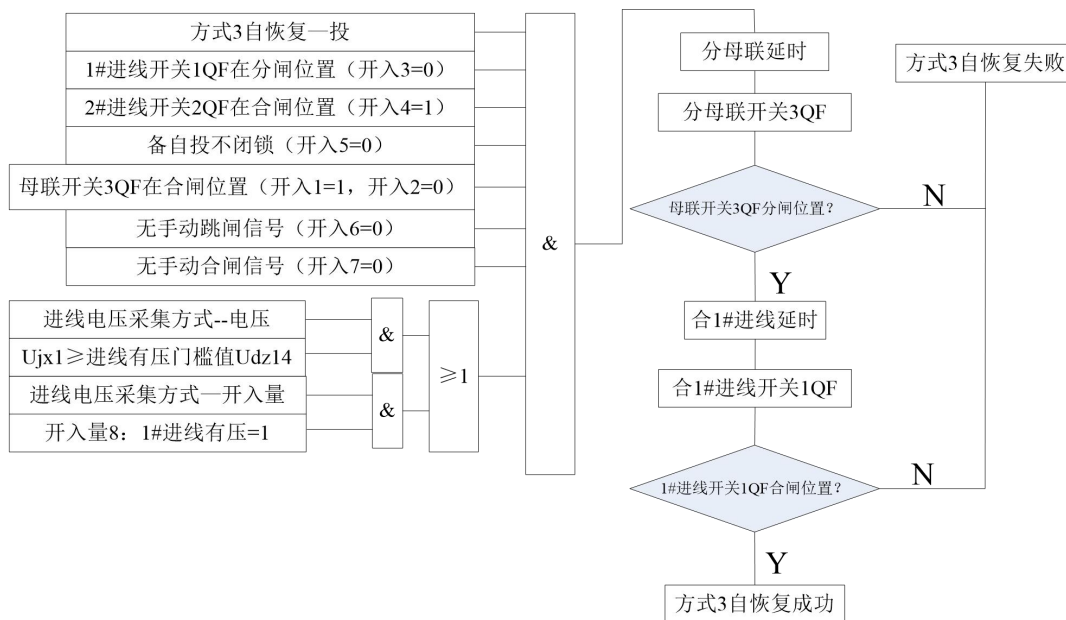 方式3自恢复—投
1#进线开关1QF在分闸位置（开入3=0）
2#进线开关2QF在合闸位置（开入4=1）
备自投不闭锁（开入5=0）
母联开关3QF在合闸位置（开入1=1，开入2=0）
无手动跳闸信号（开入6=0）
无手动合闸信号（开入7=0）
进线电压采集方式--电压
Ujx1≥进线有压门槛值Udz14
进线电压采集方式—开入量
开入量8：1#进线有压=1
&
&
≥1
&
分母联延时
分母联开关3QF
母联开关3QF分闸位置？
N
Y
合1#进线延时
合1#进线开关1QF
1#进线开关1QF合闸位置？
N
Y
方式3自恢复成功
方式3自恢复失败